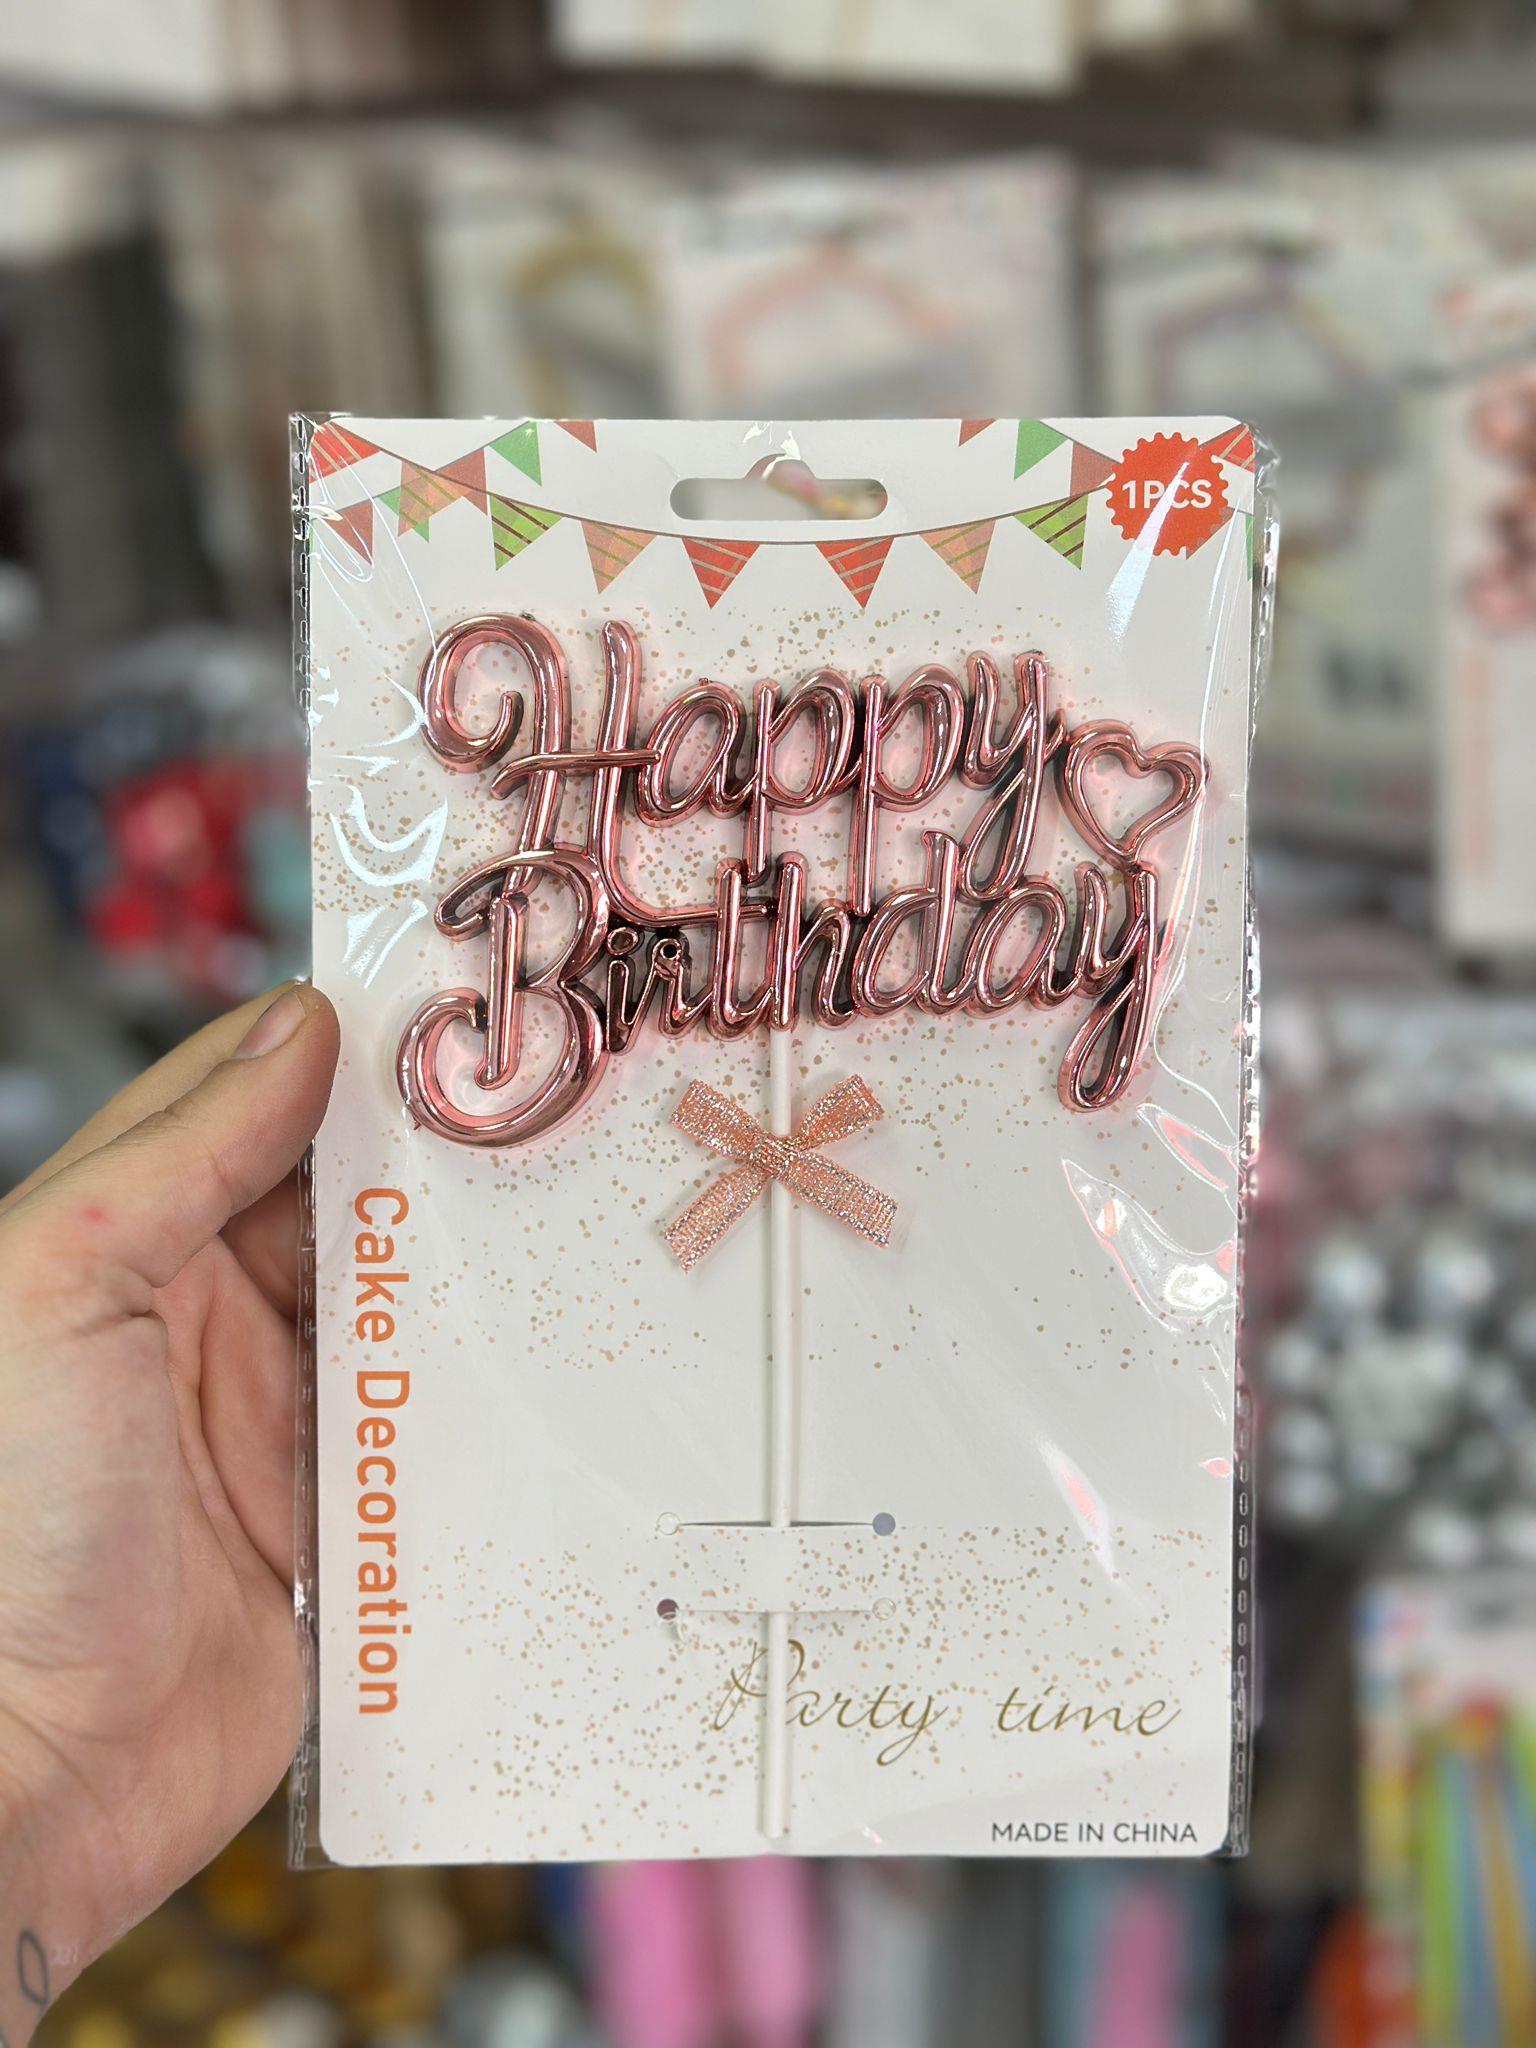 1PCS
Happy
Birthday
Cake Decoration
Party time
MADE IN CHINA